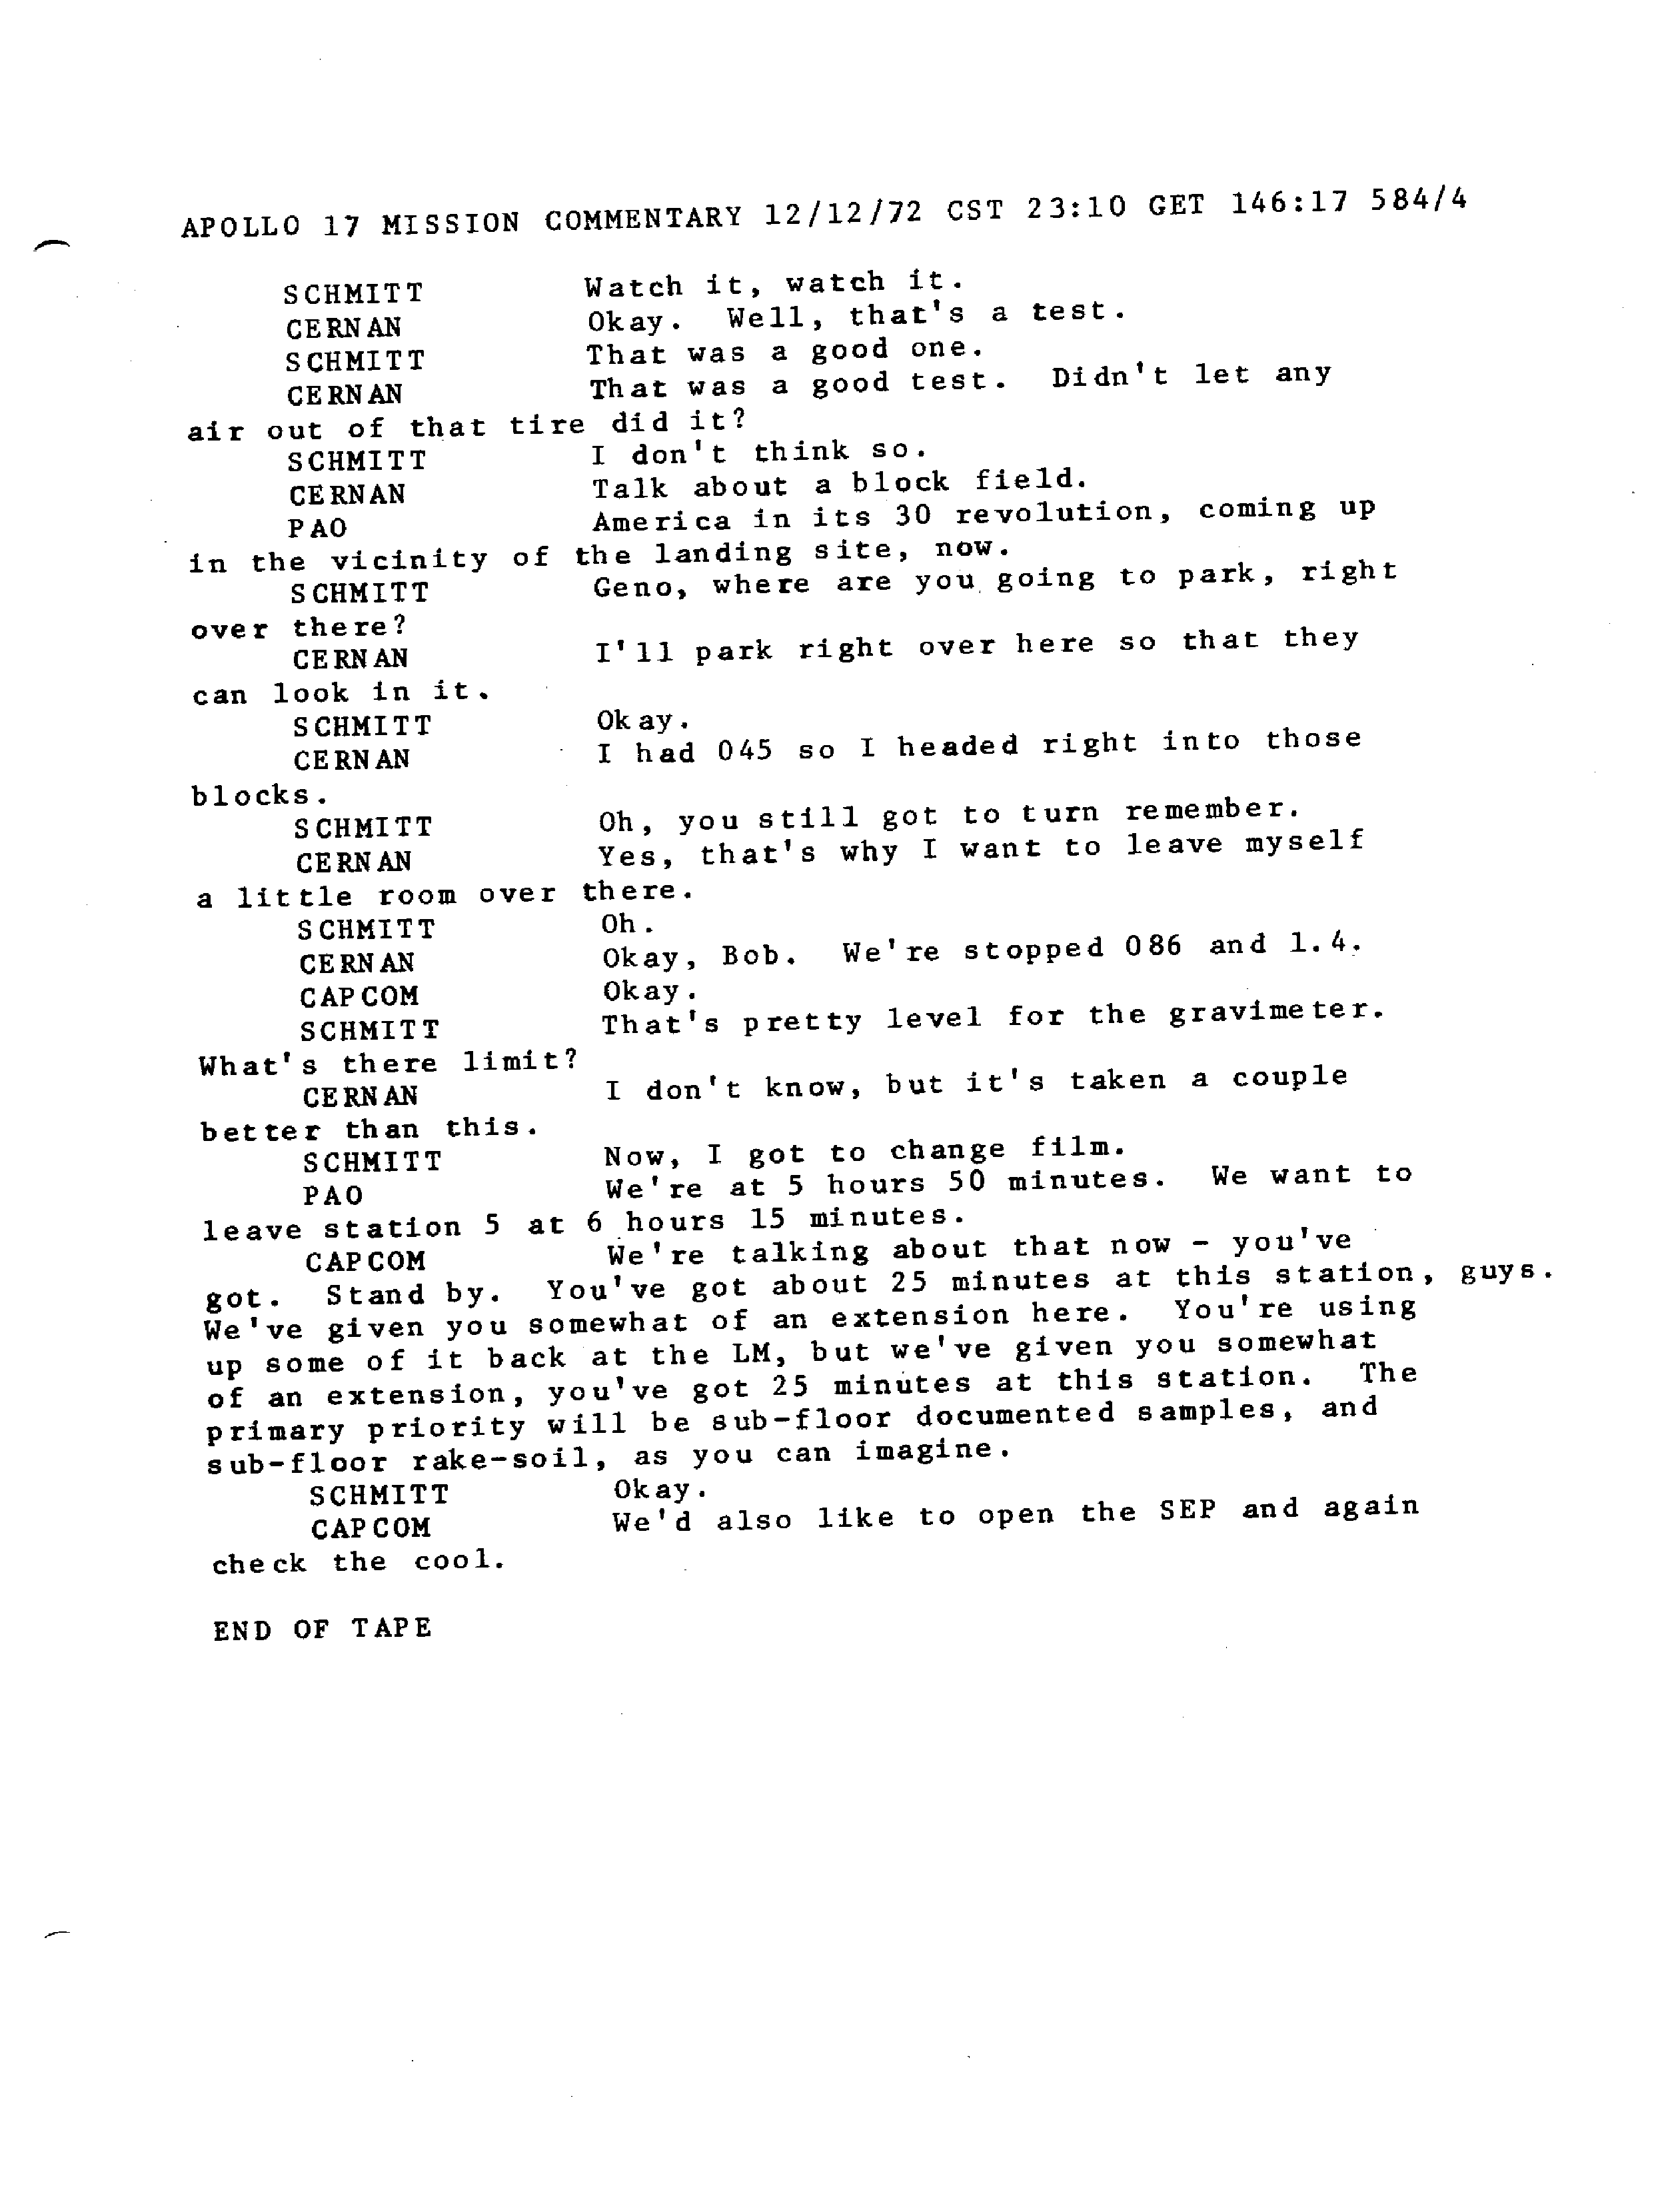 APOLLO 17 MISSION COMMENTARY 12/12/72 CST 23:10 GET 146:17 584/4
SCHMITT Watch it, watch it.
CERNAN Okay. Well, that's a test.
SCHMITT That was a good one.
CERNAN That was a good test. Didn't let any
air out of that tire did it?
SCHMITT I don't think so.
CERNAN Talk about a block field.
PAO America in its 30 revolution, coming up
in the vicinity of the landing site, now.
SCHMITT Geno, where are you going to park, right
over there?
CERNAN I'll park right over here so that they
can look in it.
SCHMITT Okay.
CERNAN I had 045 so I headed right into those
blocks.
SCHMITT Oh, you still got to turn remember.
CERNAN Yes, that's why I want to leave myself
a little room over there.
SCHMITT Oh.
CERNAN Okay, Bob. We're stopped 086 and 1.4.
CAPCOM Okay.
SCHMITT That's pretty level for the gravimeter.
What's there limit?
CERNAN I don't know, but it's taken a couple
better than this.
SCHMITT Now, I got to change film.
PAO We're at 5 hours 50 minutes. We want to
leave station 5 at 6 hours 15 minutes.
CAPCOM We're talking about that now - you've
got. Stand by. You've got about 25 minutes at this station, guys.
We've given you somewhat of an extension here. You're using
up some of it back at the LM, but we've given you somewhat
of an extension, you've got 25 minutes at this station. The
primary priority will be sub-floor documented samples, and
sub-floor rake-soil, as you can imagine.
SCHMITT Okay.
CAPCOM We'd also like to open the SEP and again
check the cool.
END OF TAPE